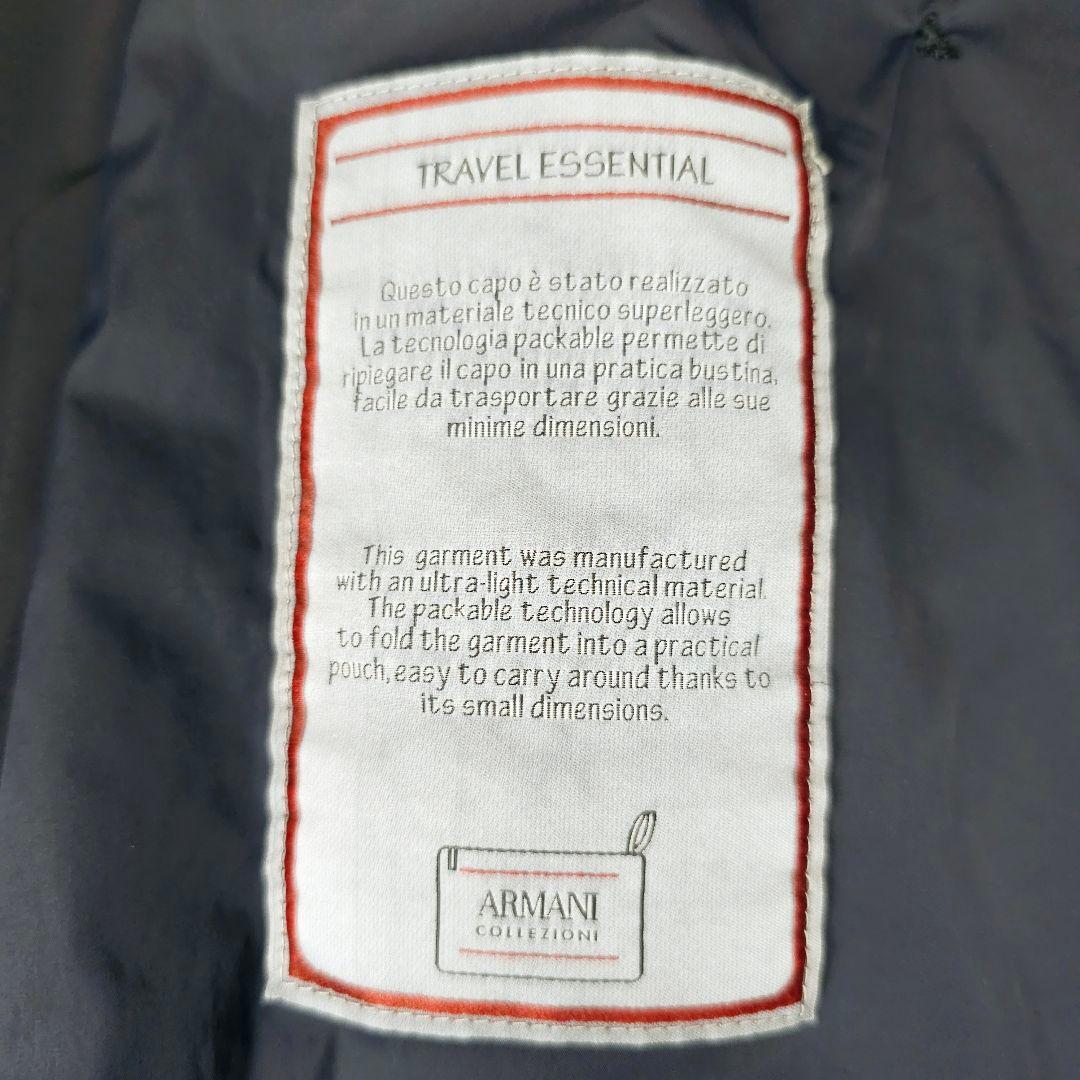 TRAVEL ESSENTIAL
Questo capo è stato realizzato
in un materiale tecnico superleggero.
La tecnologia packable permette di
ripiegare il capo in una pratica bustina,
facile da trasportare grazie alle sue
minime dimensioni.
This garment was manufactured
with an ultra-light technical material.
The packable technology allows
to fold the garment into a practical
pouch, easy to carry around thanks to
its small dimensions.
ARMANI
COLLEZIONI